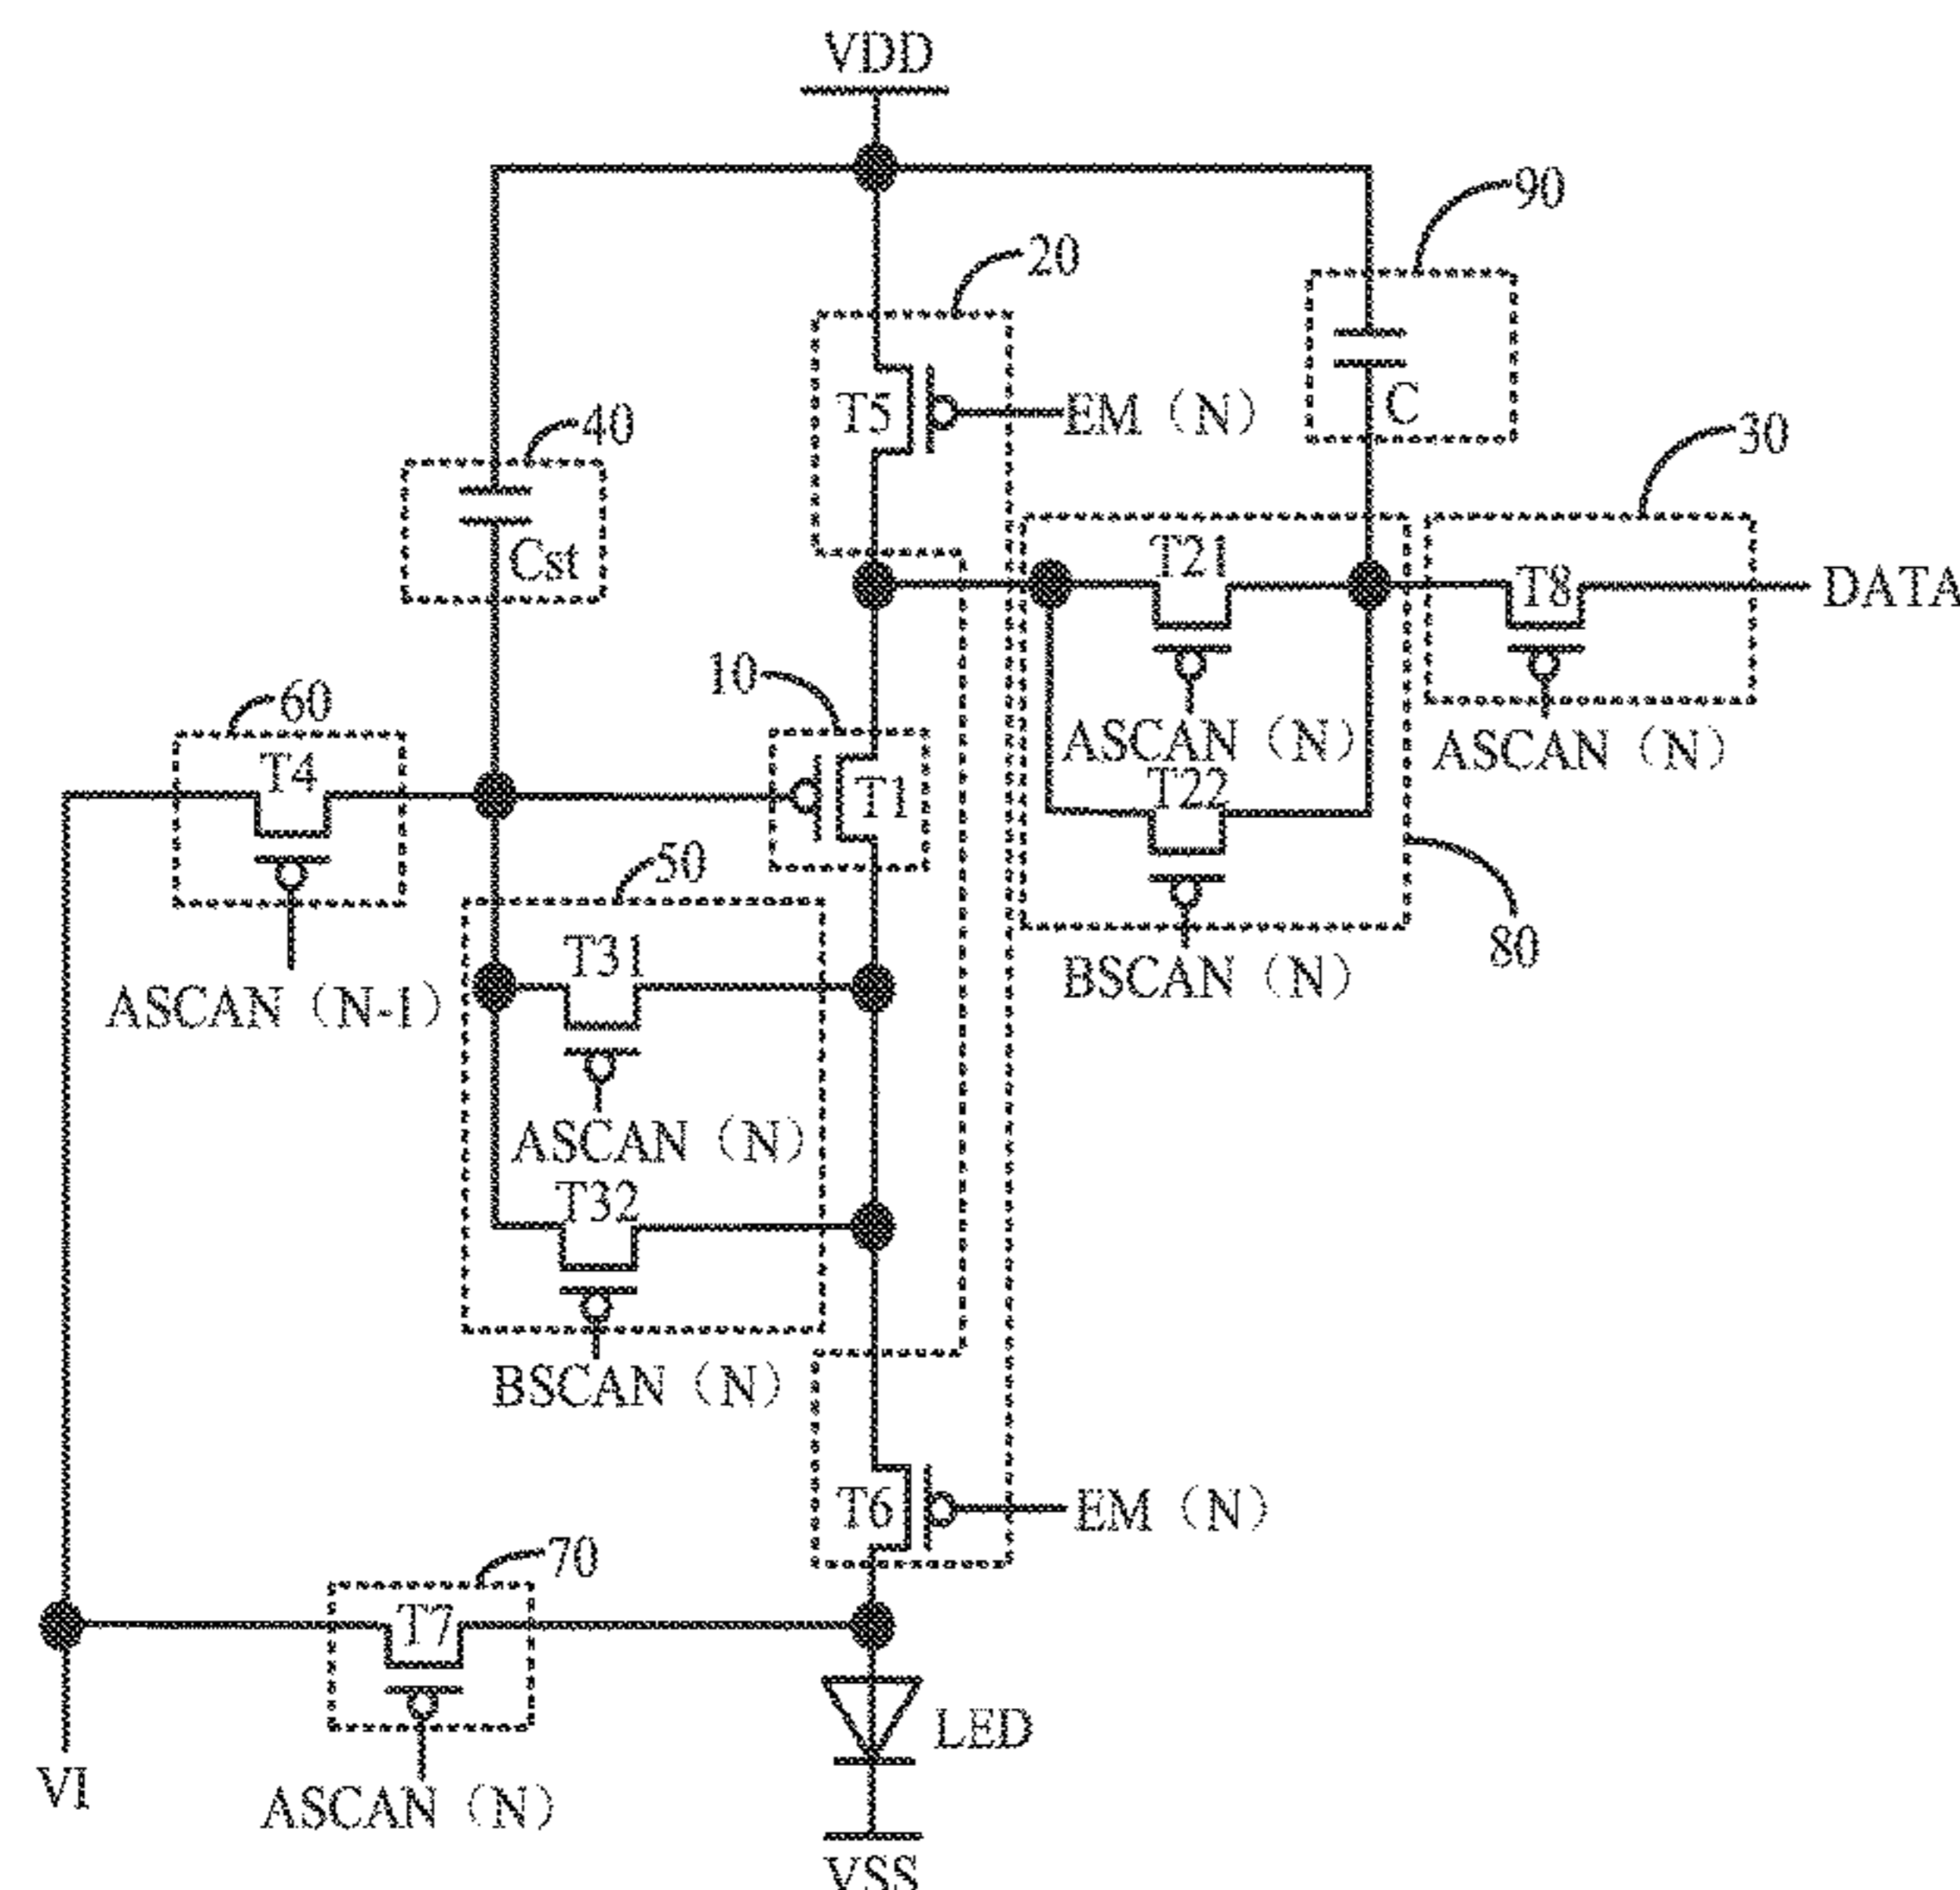 VDD
90
20
T5
EM (N)
C
40
30
Cst
T21
T8
DATA
10
60
ASCAN (N)
ASCAN (N)
T4
T1
T22
50
80
T31
BSCAN (N)
ASCAN (N-1)
ASCAN (N)
T32
BSCAN (N)
T6
EM (N)
70
T7
LED
VI
ASCAN (N)
VSS